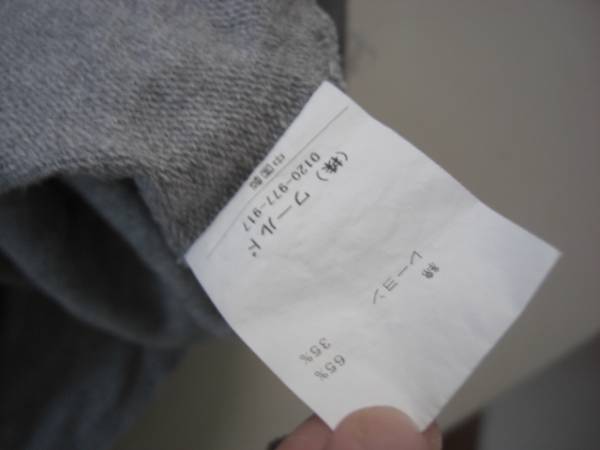 綿 65%
レーヨン 35%
(株) ワールド
0120-977-917
中国製